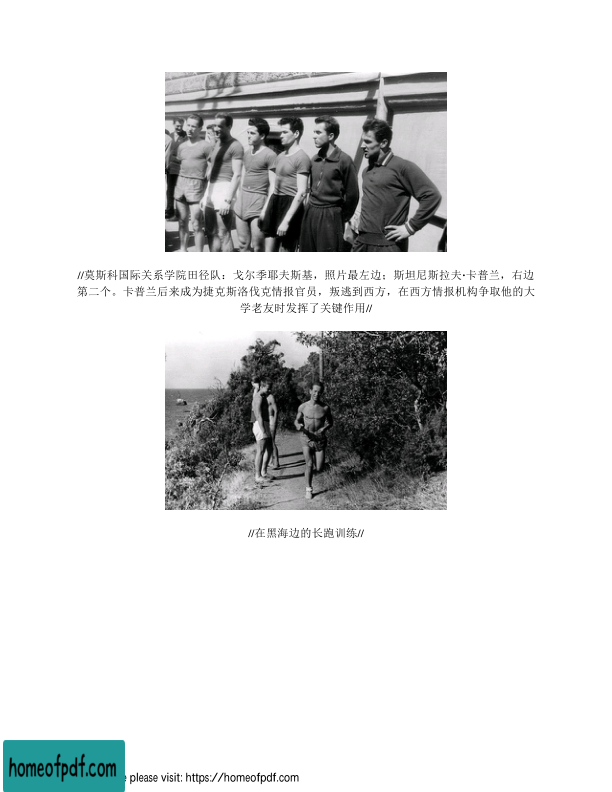 //莫斯科国际关系学院田径队：戈尔季耶夫斯基，照片最左边；斯坦尼斯拉夫·卡普兰，右边
第二个。卡普兰后来成为捷克斯洛伐克情报官员，叛逃到西方，在西方情报机构争取他的大
学老友时发挥了关键作用//
//在黑海边的长跑训练//
homeofpdf.com
please visit: https://homeofpdf.com